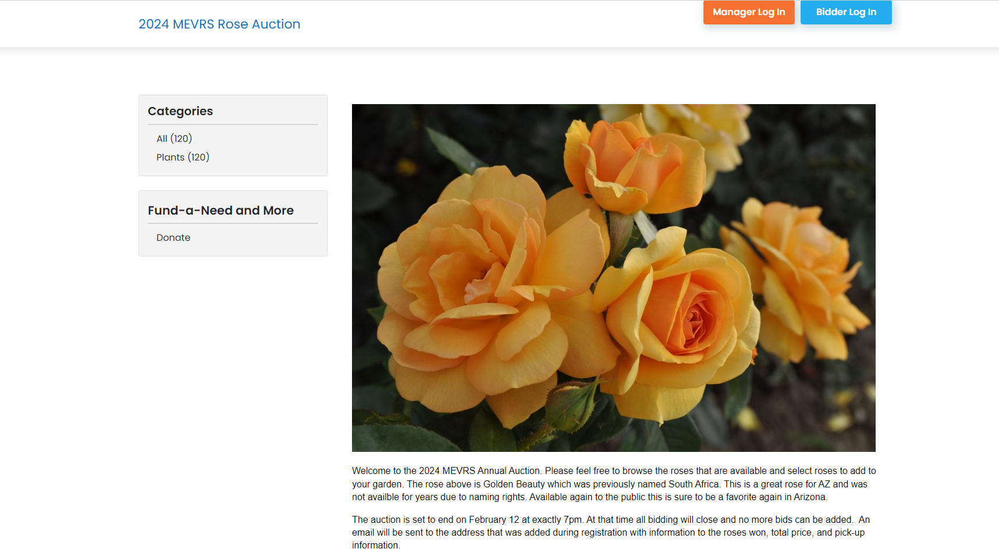 2024 MEVRS Rose Auction
Manager Log In
Bidder Log In
Categories
All (120)
Plants (120)
Fund-a-Need and More
Donate
Welcome to the 2024 MEVRS Annual Auction. Please feel free to browse the roses that are available and select roses to add to
your garden. The rose above is Golden Beauty which was previously named South Africa. This is a great rose for AZ and was
not availble for years due to naming rights. Available again to the public this is sure to be a favorite again in Arizona.
The auction is set to end on February 12 at exactly 7pm. At that time all bidding will close and no more bids can be added.  An
email will be sent to the address that was added during registration with information to the roses won, total price, and pick-up
information.